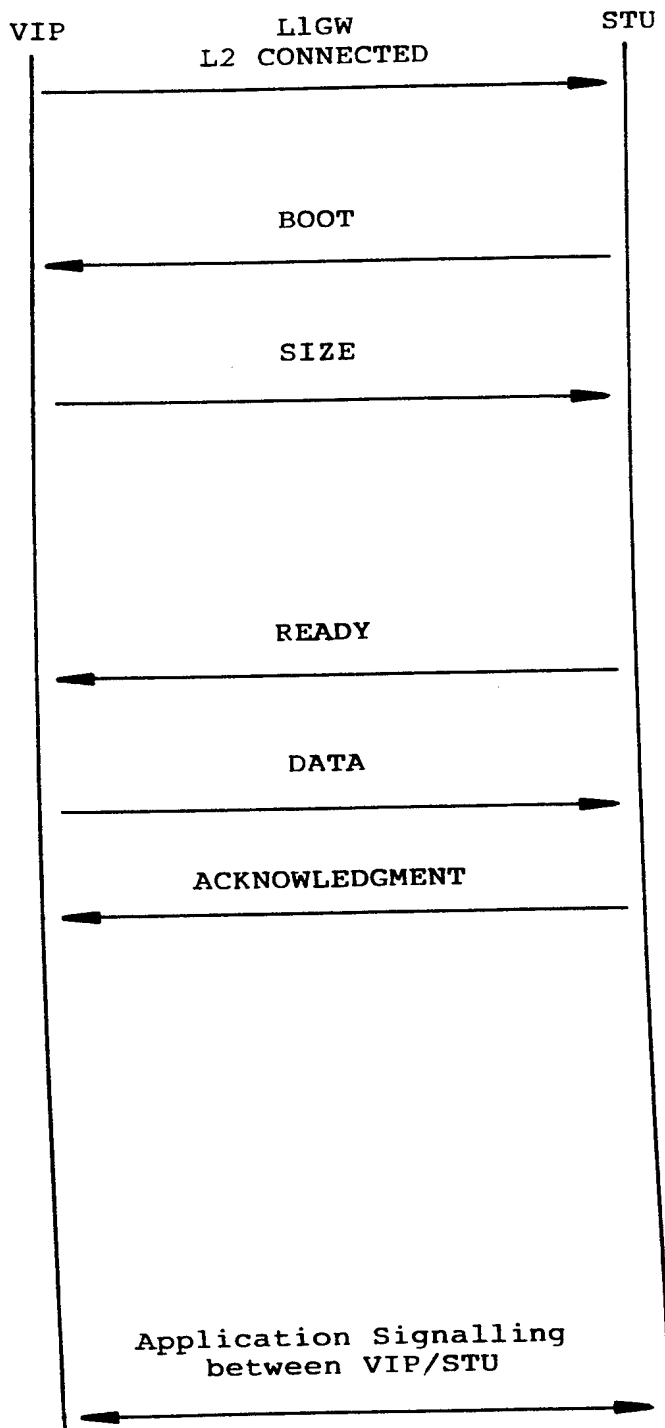 VIP L1GW STU
L2 CONNECTED
BOOT
SIZE
READY
DATA
ACKNOWLEDGMENT
Application Signalling
between VIP/STU